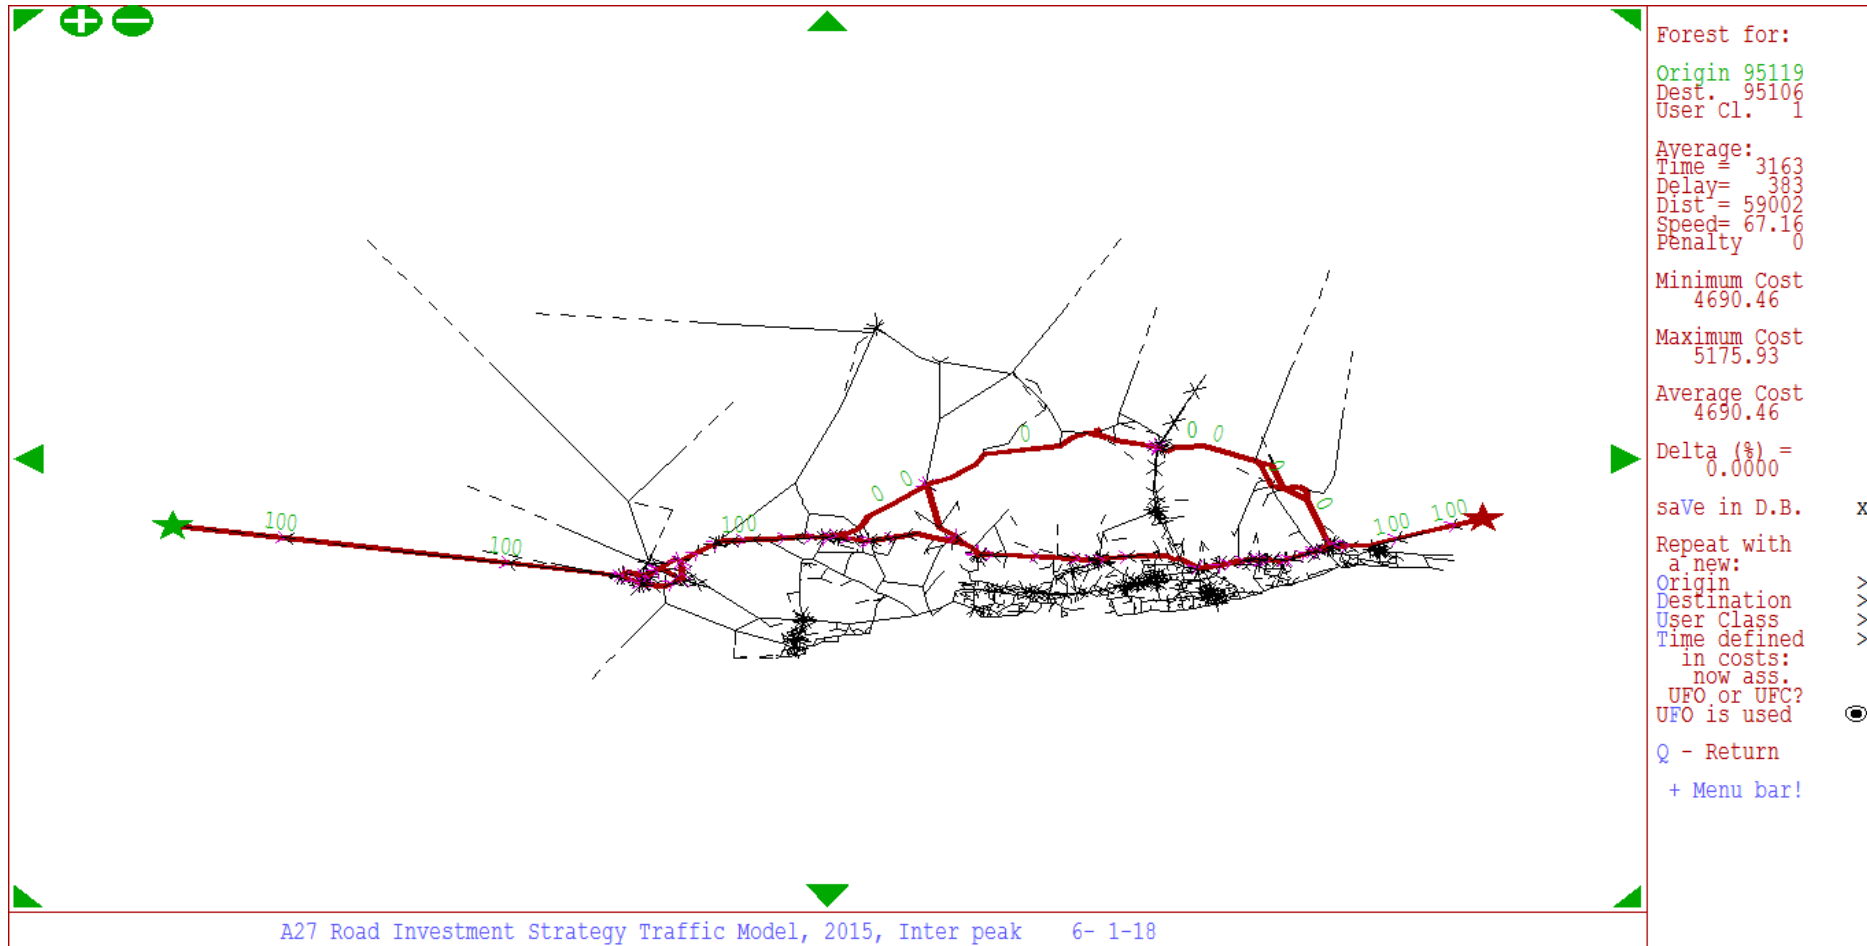 Forest for:
Origin 95119
Dest. 95106
User Cl. 1
Average:
Time = 3163
Delay= 383
Dist = 59002
Speed= 67.16
Penalty 0
Minimum Cost
4690.46
Maximum Cost
5175.93
Average Cost
4690.46
Delta (%) =
0.0000
saVe in D.B. x
Repeat with
a new:
Origin >
Destination >
User Class >
Time defined >
in costs:
now ass.
UFO or UFC?
UFO is used
Q - Return
+ Menu bar!
0
0 0
0 0
0
0
100
100
100
100 100
A27 Road Investment Strategy Traffic Model, 2015, Inter peak 6- 1-18